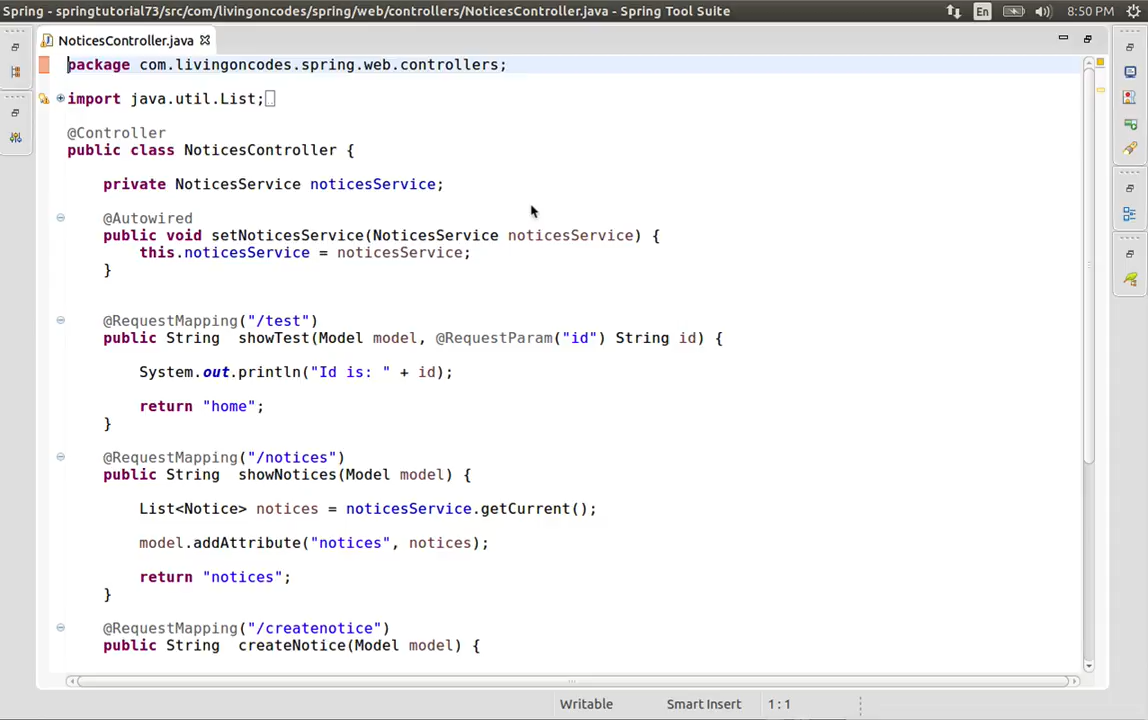 Spring - springtutorial73/src/com/livingoncodes/spring/web/controllers/NoticesController.java - Spring Tool Suite
En
8:50 PM
NoticesController.java
package com.livingoncodes.spring.web.controllers;
import java.util.List;
@Controller
public class NoticesController {
private NoticesService noticesService;
@Autowired
public void setNoticesService(NoticesService noticesService) {
this.noticesService = noticesService;
}
@RequestMapping("/test")
public String  showTest(Model model, @RequestParam("id") String id) {
System.out.println("Id is: " + id);
return "home";
}
@RequestMapping("/notices")
public String  showNotices(Model model) {
List<Notice> notices = noticesService.getCurrent();
model.addAttribute("notices", notices);
return "notices";
}
@RequestMapping("/createnotice")
public String  createNotice(Model model) {
Writable
Smart Insert
1 : 1